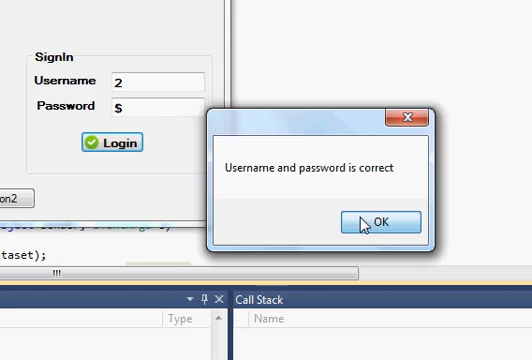 SignIn
Username 2
Password $
Login
Username and password is correct
OK
on2
taset);
Call Stack
Type
Name